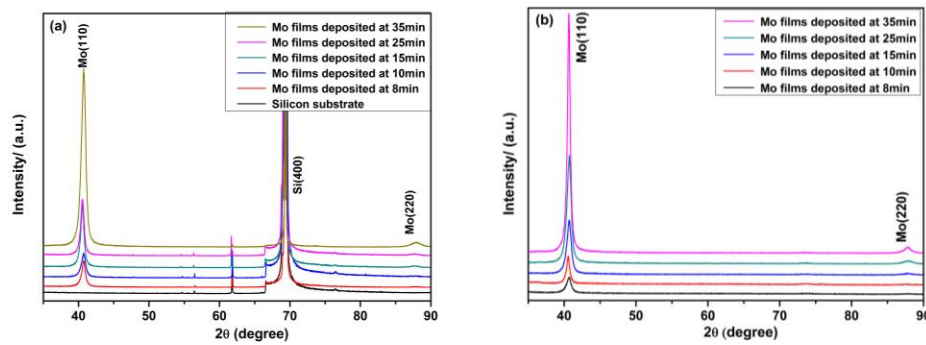 (a)
Mo(110)
Mo films deposited at 35min
Mo films deposited at 25min
Mo films deposited at 15min
Mo films deposited at 10min
Mo films deposited at 8min
Silicon substrate
Si(400)
Mo(220)
Intensity/ (a.u.)
40 50 60 70 80 90
2θ (degree)
(b)
Mo(110)
Mo films deposited at 35min
Mo films deposited at 25min
Mo films deposited at 15min
Mo films deposited at 10min
Mo films deposited at 8min
Mo(220)
Intensity/ (a.u.)
40 50 60 70 80 90
2θ (degree)